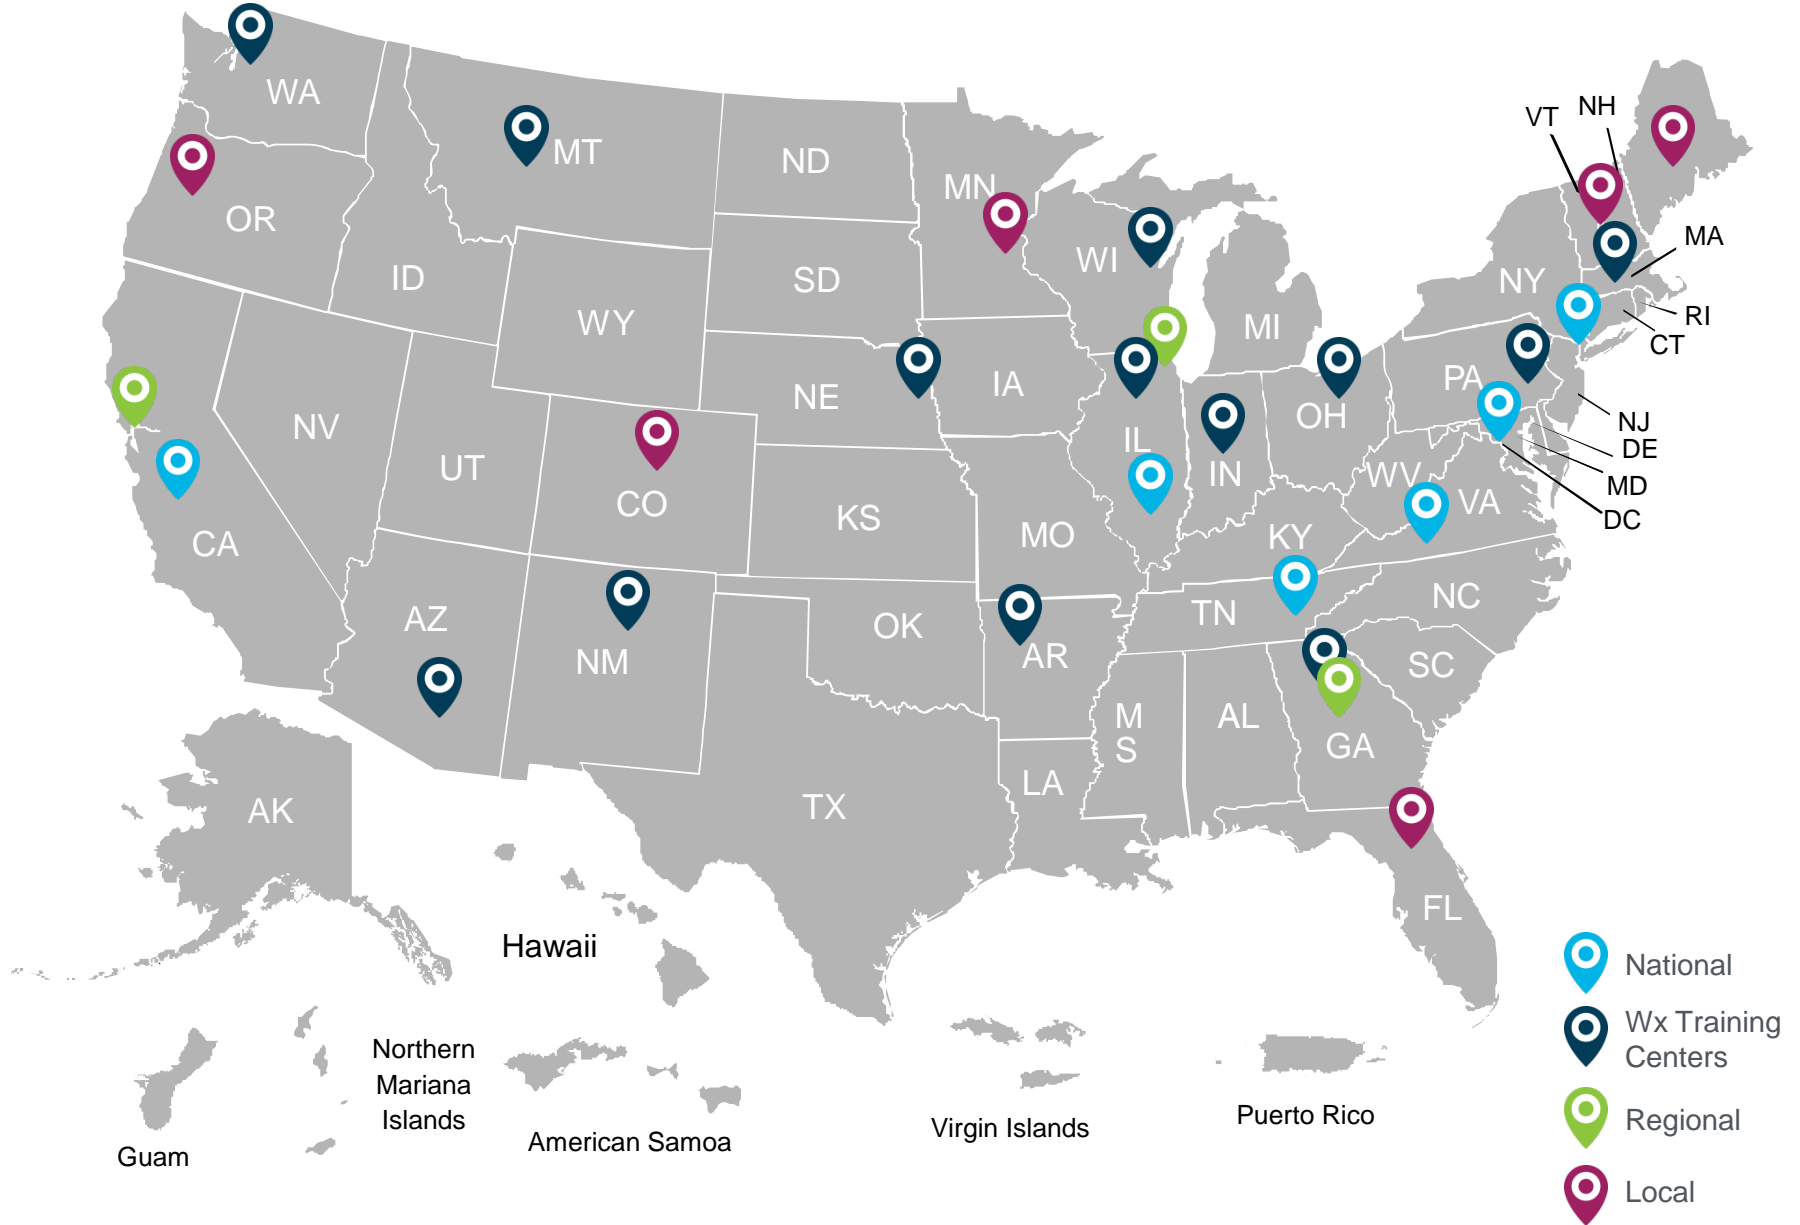 WA
MT
ND
MN
VT
NH
OR
ID
WY
SD
WI
MI
NY
MA
RI
CT
NV
UT
CO
NE
IA
IL
IN
OH
PA
NJ
DE
MD
DC
CA
KS
MO
KY
WV
VA
AZ
NM
OK
AR
TN
NC
SC
TX
LA
M
S
AL
GA
FL
AK
Hawaii
Guam
Northern
Mariana
Islands
American Samoa
Virgin Islands
Puerto Rico
National
Wx Training
Centers
Regional
Local